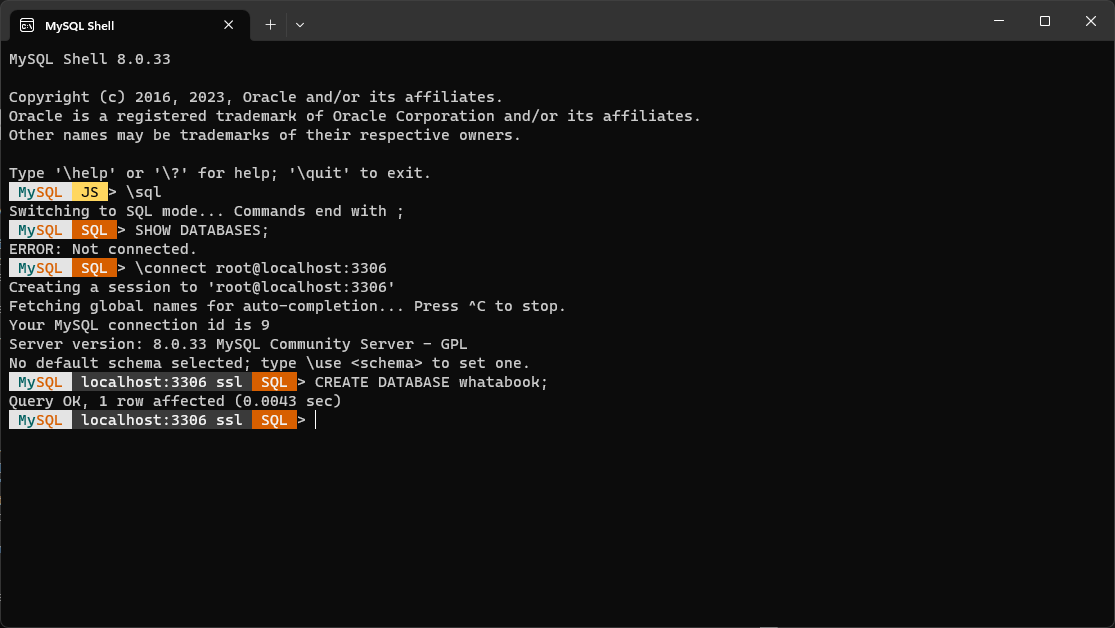 MySQL Shell
MySQL Shell 8.0.33
Copyright (c) 2016, 2023, Oracle and/or its affiliates.
Oracle is a registered trademark of Oracle Corporation and/or its affiliates.
Other names may be trademarks of their respective owners.
Type '\help' or '\?' for help; '\quit' to exit.
MySQL JS > \sql
Switching to SQL mode... Commands end with ;
MySQL SQL > SHOW DATABASES;
ERROR: Not connected.
MySQL SQL > \connect root@localhost:3306
Creating a session to 'root@localhost:3306'
Fetching global names for auto-completion... Press ^C to stop.
Your MySQL connection id is 9
Server version: 8.0.33 MySQL Community Server - GPL
No default schema selected; type \use <schema> to set one.
MySQL localhost:3306 ssl SQL > CREATE DATABASE whatabook;
Query OK, 1 row affected (0.0043 sec)
MySQL localhost:3306 ssl SQL >